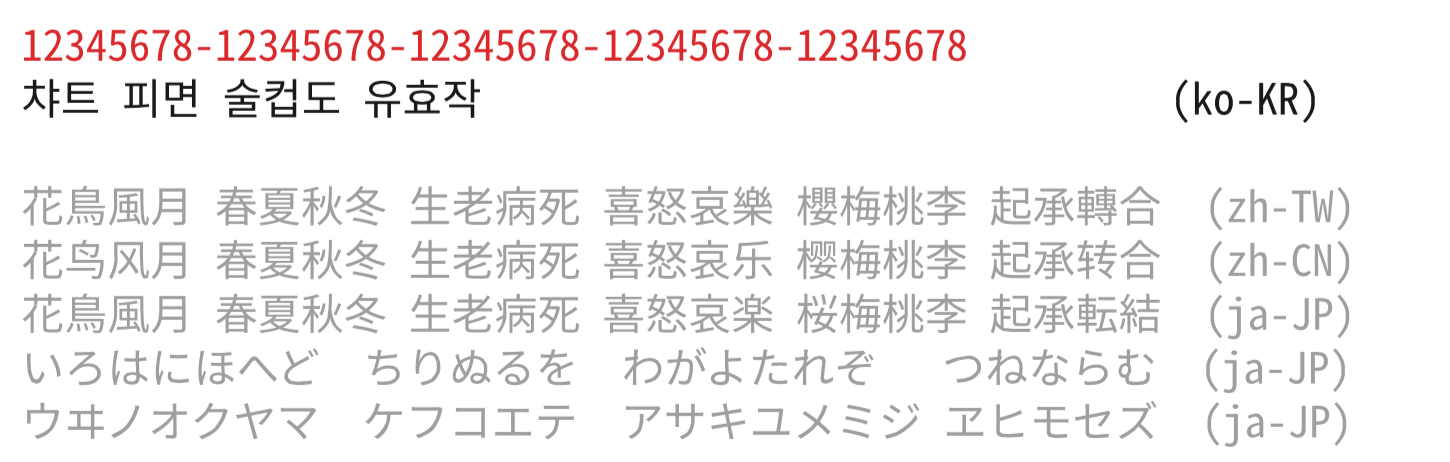 12345678-12345678-12345678-12345678-12345678
챠트 피면 술컵도 유효작 (ko-KR)
花鳥風月 春夏秋冬 生老病死 喜怒哀樂 櫻梅桃李 起承轉合 (zh-TW)
花鸟风月 春夏秋冬 生老病死 喜怒哀乐 樱梅桃李 起承转合 (zh-CN)
花鳥風月 春夏秋冬 生老病死 喜怒哀楽 桜梅桃李 起承転結 (ja-JP)
いろはにほへど　ちりぬるを　わがよたれぞ　つねならむ (ja-JP)
ウヰノオクヤマ　ケフコエテ　アサキユメミジ ヱヒモセズ (ja-JP)